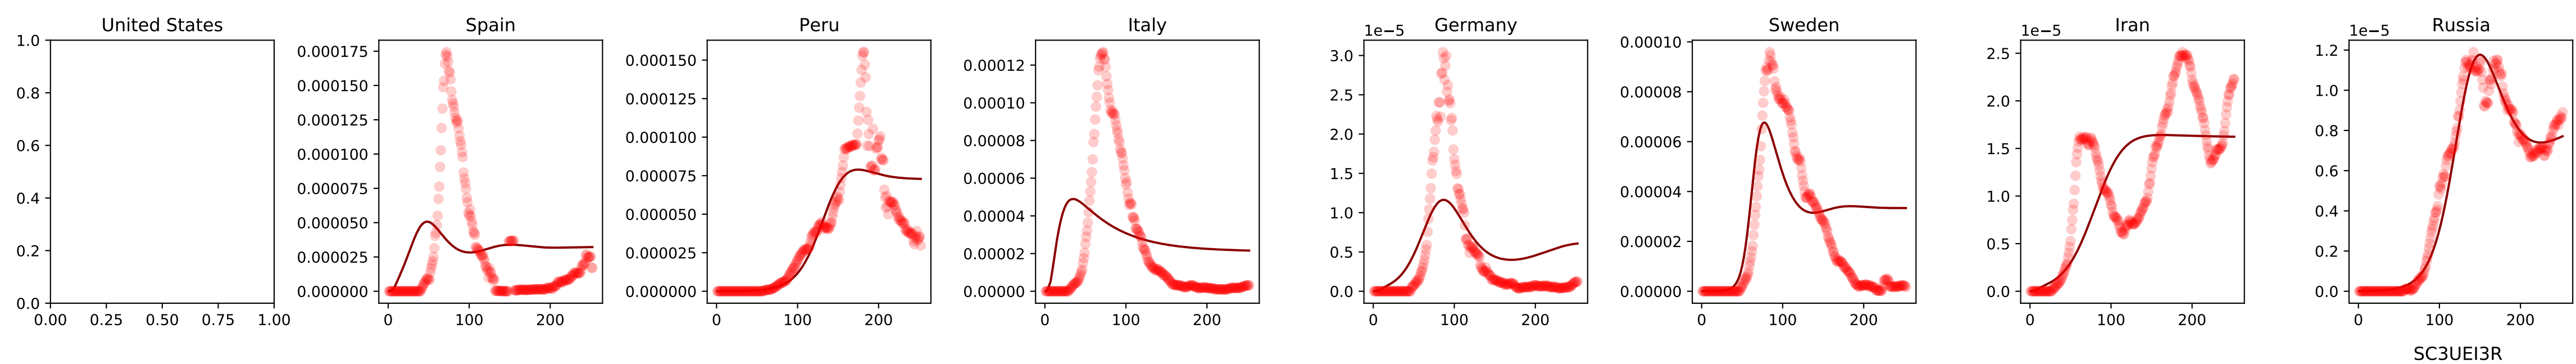 United States
1.0
0.8
0.6
0.4
0.2
0.0
0.00 0.25 0.50 0.75 1.00
Spain
0.000175
0.000150
0.000125
0.000100
0.000075
0.000050
0.000025
0.000000
0 100 200
Peru
0.000150
0.000125
0.000100
0.000075
0.000050
0.000025
0.000000
0 100 200
Italy
0.00012
0.00010
0.00008
0.00006
0.00004
0.00002
0.00000
0 100 200
Germany
1e−5
3.0
2.5
2.0
1.5
1.0
0.5
0.0
0 100 200
Sweden
0.00010
0.00008
0.00006
0.00004
0.00002
0.00000
0 100 200
Iran
1e−5
2.5
2.0
1.5
1.0
0.5
0.0
0 100 200
Russia
1e−5
1.2
1.0
0.8
0.6
0.4
0.2
0.0
0 100 200
SC3UEI3R